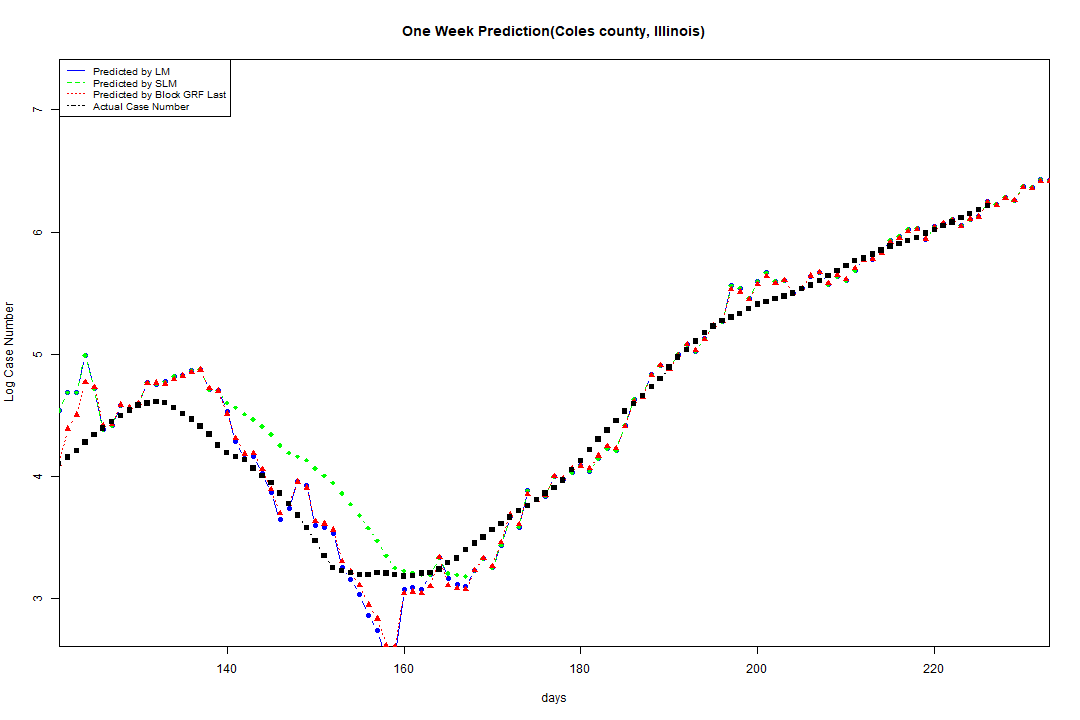 One Week Prediction(Coles county, Illinois)
Predicted by LM
Predicted by SLM
Predicted by Block GRF Last
Actual Case Number
7
6
5
4
3
Log Case Number
140 160 180 200 220
days